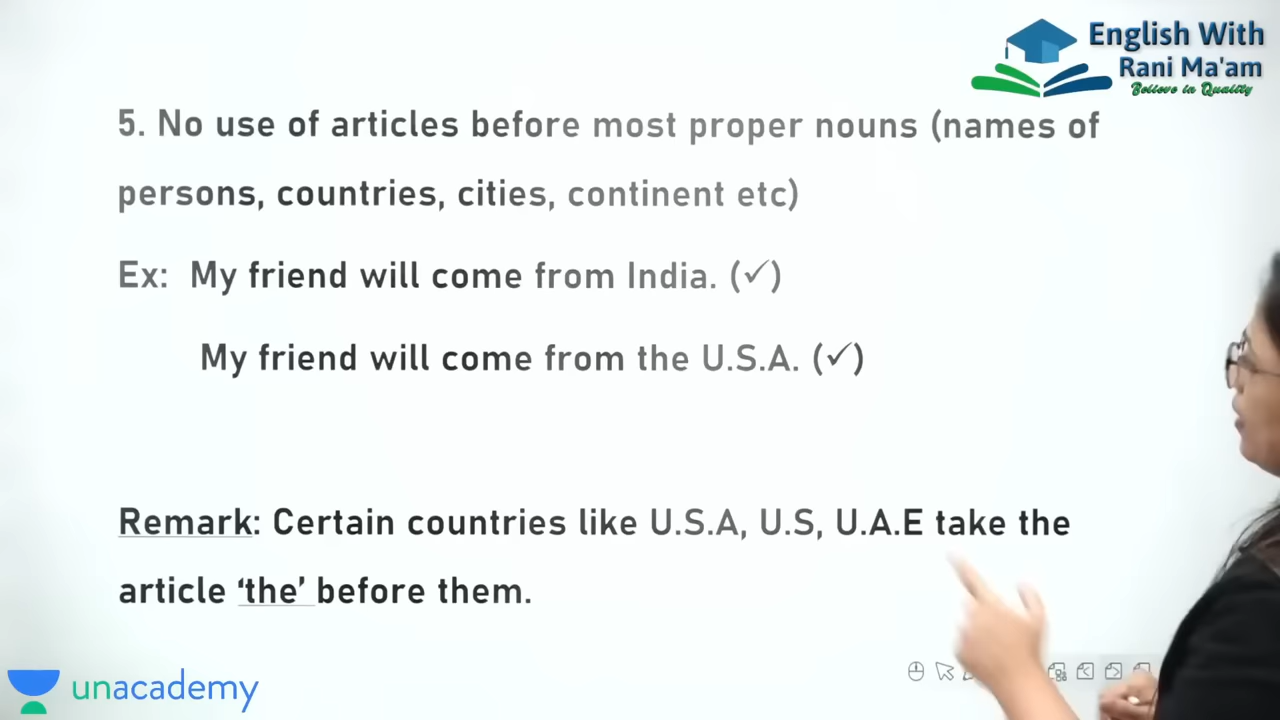 English With
Rani Ma'am
Believe in Quality
5. No use of articles before most proper nouns (names of
persons, countries, cities, continent etc)
Ex: My friend will come from India. (✓)
My friend will come from the U.S.A. (✓)
Remark: Certain countries like U.S.A, U.S, U.A.E take the
article ‘the’ before them.
unacademy